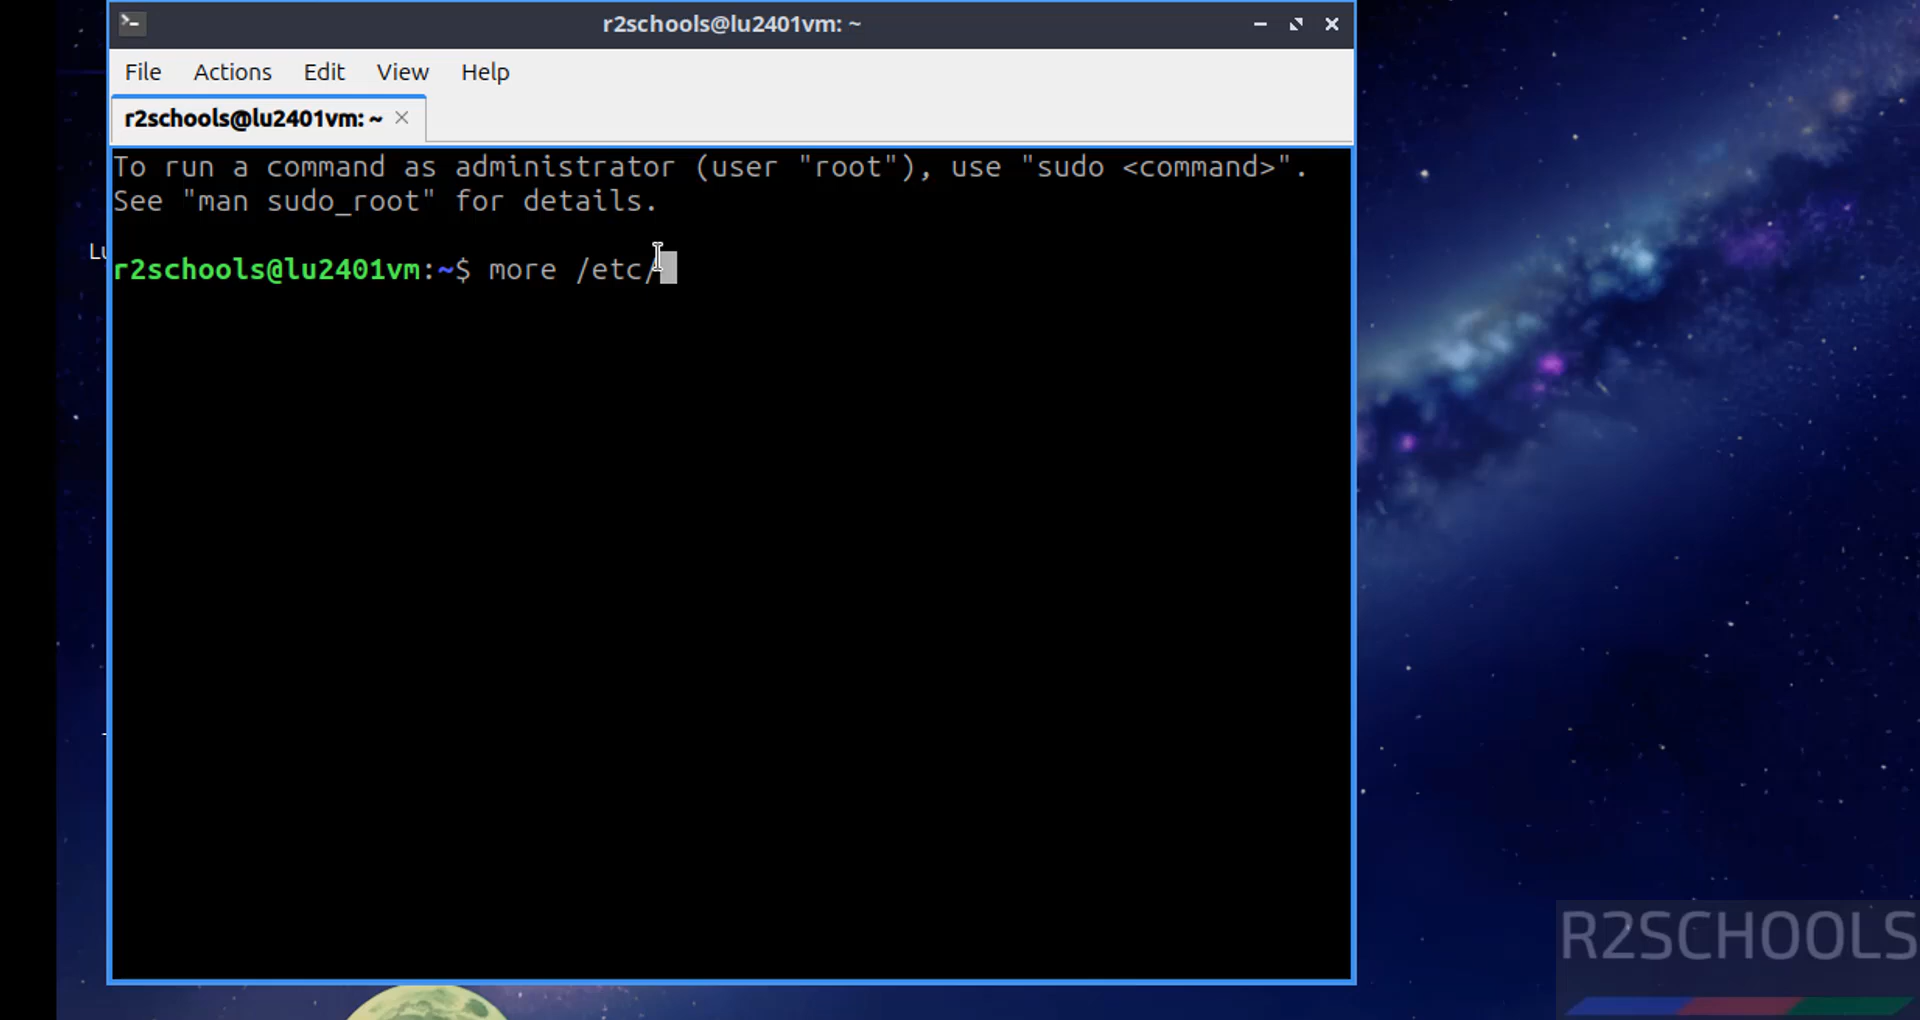 r2schools@lu2401vm: ~
File Actions Edit View Help
r2schools@lu2401vm: ~
To run a command as administrator (user "root"), use "sudo <command>".
See "man sudo_root" for details.
Lu
r2schools@lu2401vm:~$ more /etc/
R2SCHOOLS